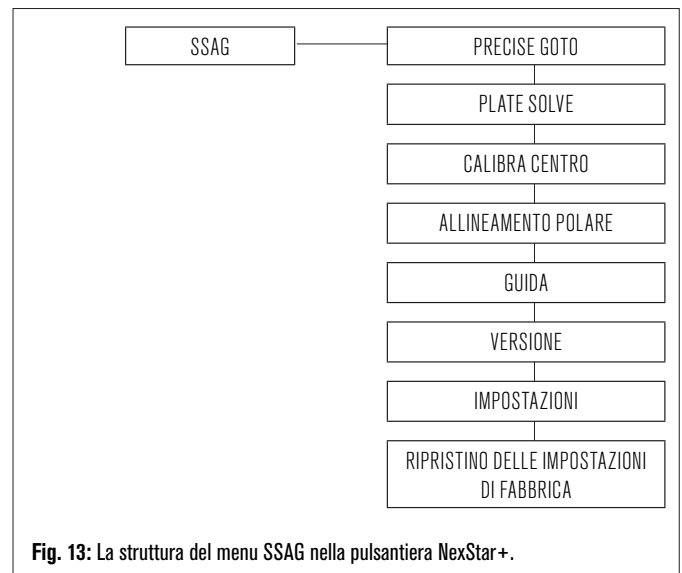 SSAG
PRECISE GOTO
PLATE SOLVE
CALIBRA CENTRO
ALLINEAMENTO POLARE
GUIDA
VERSIONE
IMPOSTAZIONI
RIPRISTINO DELLE IMPOSTAZIONI
DI FABBRICA
Fig. 13: La struttura del menu SSAG nella pulsantiera NexStar+.